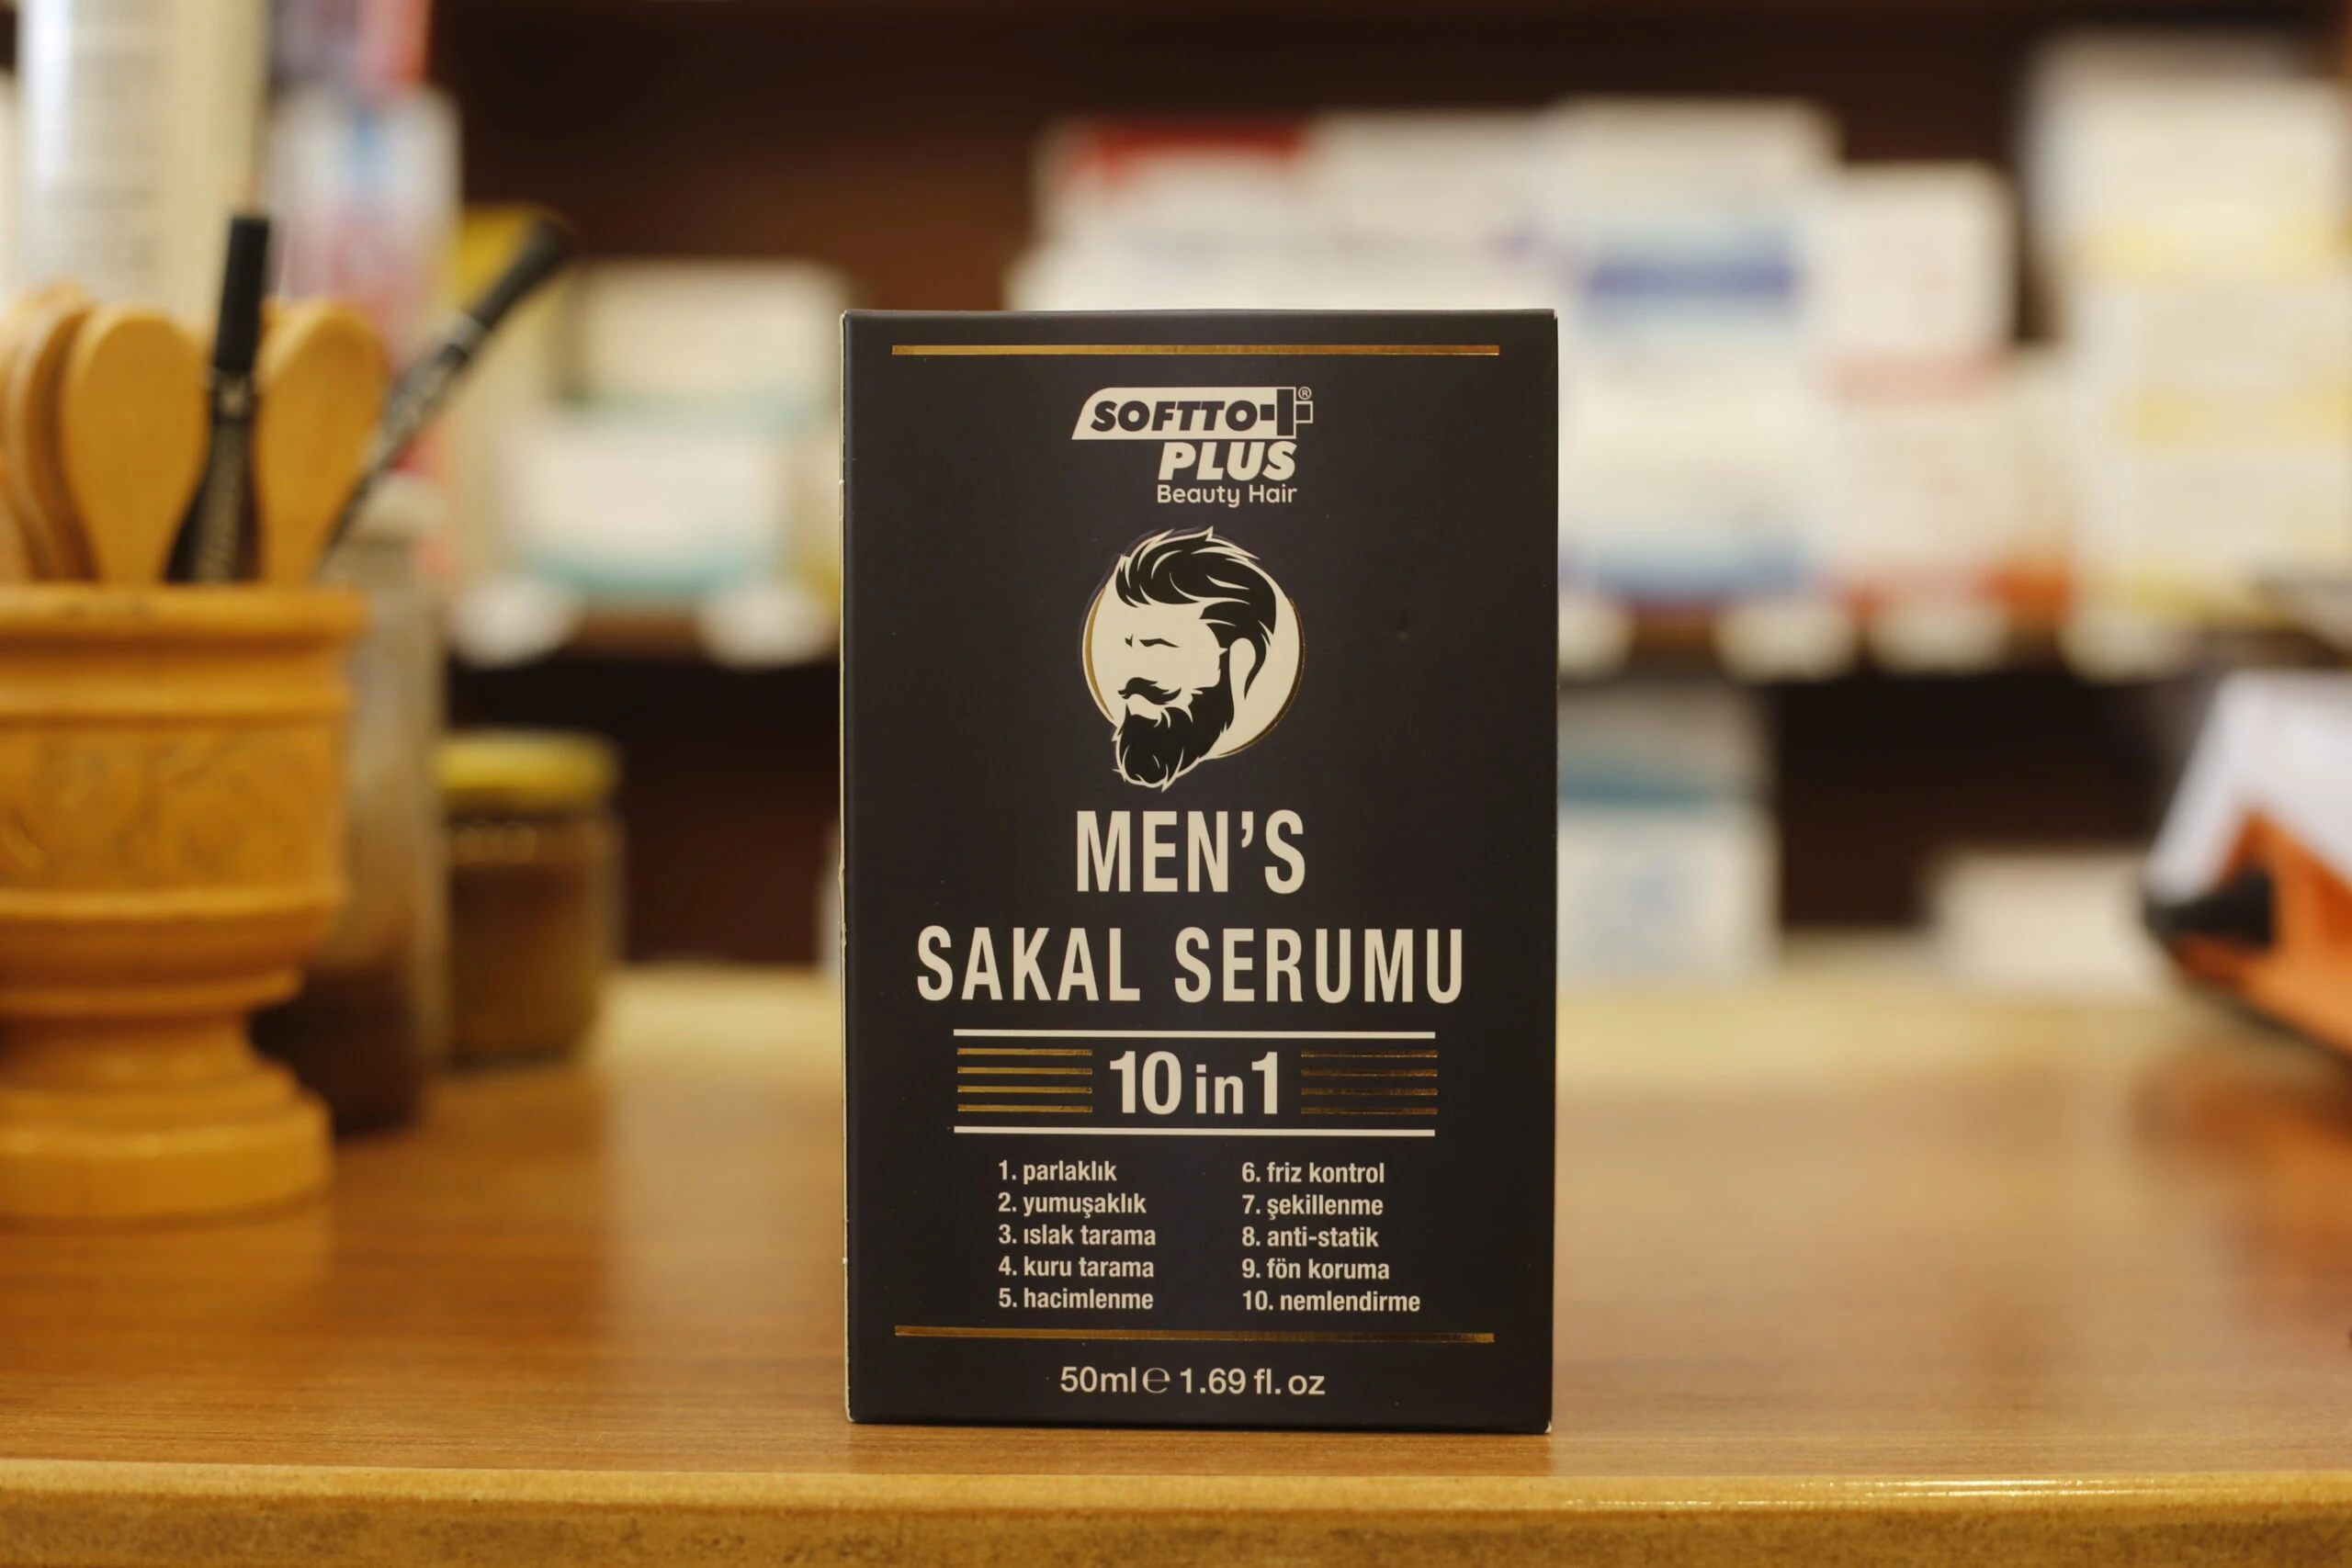 SOFTTO
PLUS
Beauty Hair
MEN'S
SAKAL SERUMU
10 in 1
1. parlaklık
2. yumuşaklık
3. ıslak tarama
4. kuru tarama
5. hacimlenme
6. friz kontrol
7. şekillenme
8. anti-statik
9. fön koruma
10. nemlendirme
50ml℮ 1.69 fl. oz